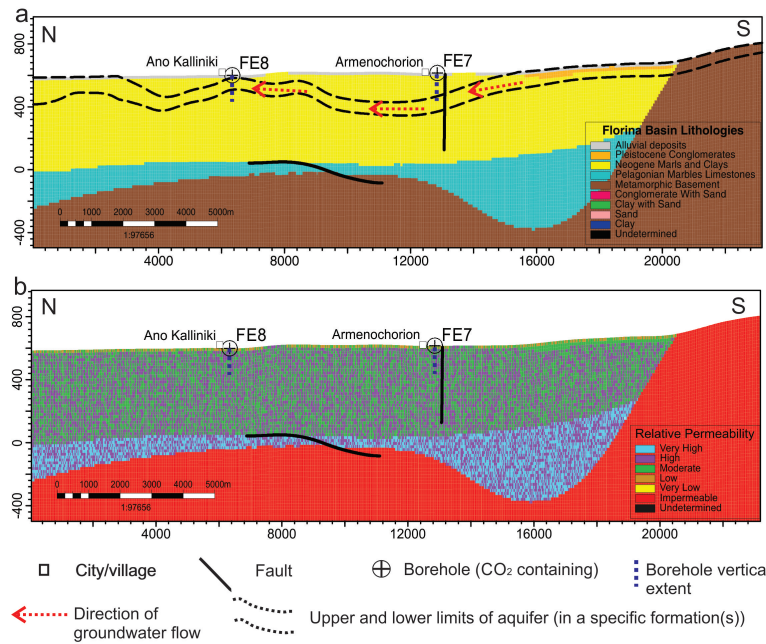 a
N
S
Ano Kalliniki
FE8
Armenochorion
FE7
800
400
0
-400
Florina Basin Lithologies
Alluvial deposits
Pleistocene Conglomerates
Neogene Marls and Clays
Pelagonian Marbles Limestones
Metamorphic Basement
Conglomerate With Sand
Clay with Sand
Sand
Clay
Undetermined
0 1000 2000 3000 4000 5000m
1:97656
4000 8000 12000 16000 20000
b
N
S
Ano Kalliniki
FE8
Armenochorion
FE7
800
400
0
-400
Relative Permeability
Very High
High
Moderate
Low
Very Low
Impermeable
Undetermined
0 1000 2000 3000 4000 5000m
1:97656
4000 8000 12000 16000 20000
City/village
Fault
Borehole (CO₂ containing)
Borehole vertica
extent
Direction of
groundwater flow
Upper and lower limits of aquifer (in a specific formation(s))